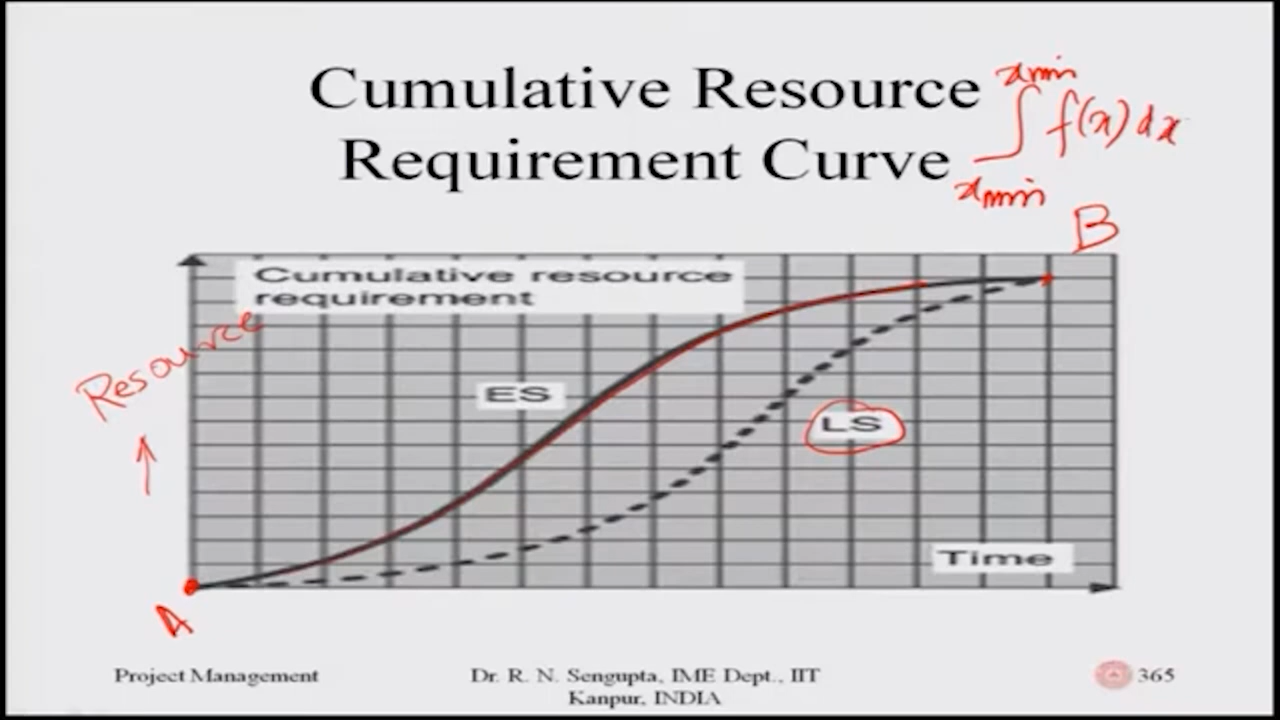 Cumulative Resource
Requirement Curve
xmin
∫ f(x) dx
xmin
B
Cumulative resource
requirement
Resource
ES
LS
Time
A
Project Management
Dr. R. N. Sengupta, IME Dept., IIT
Kanpur, INDIA
365